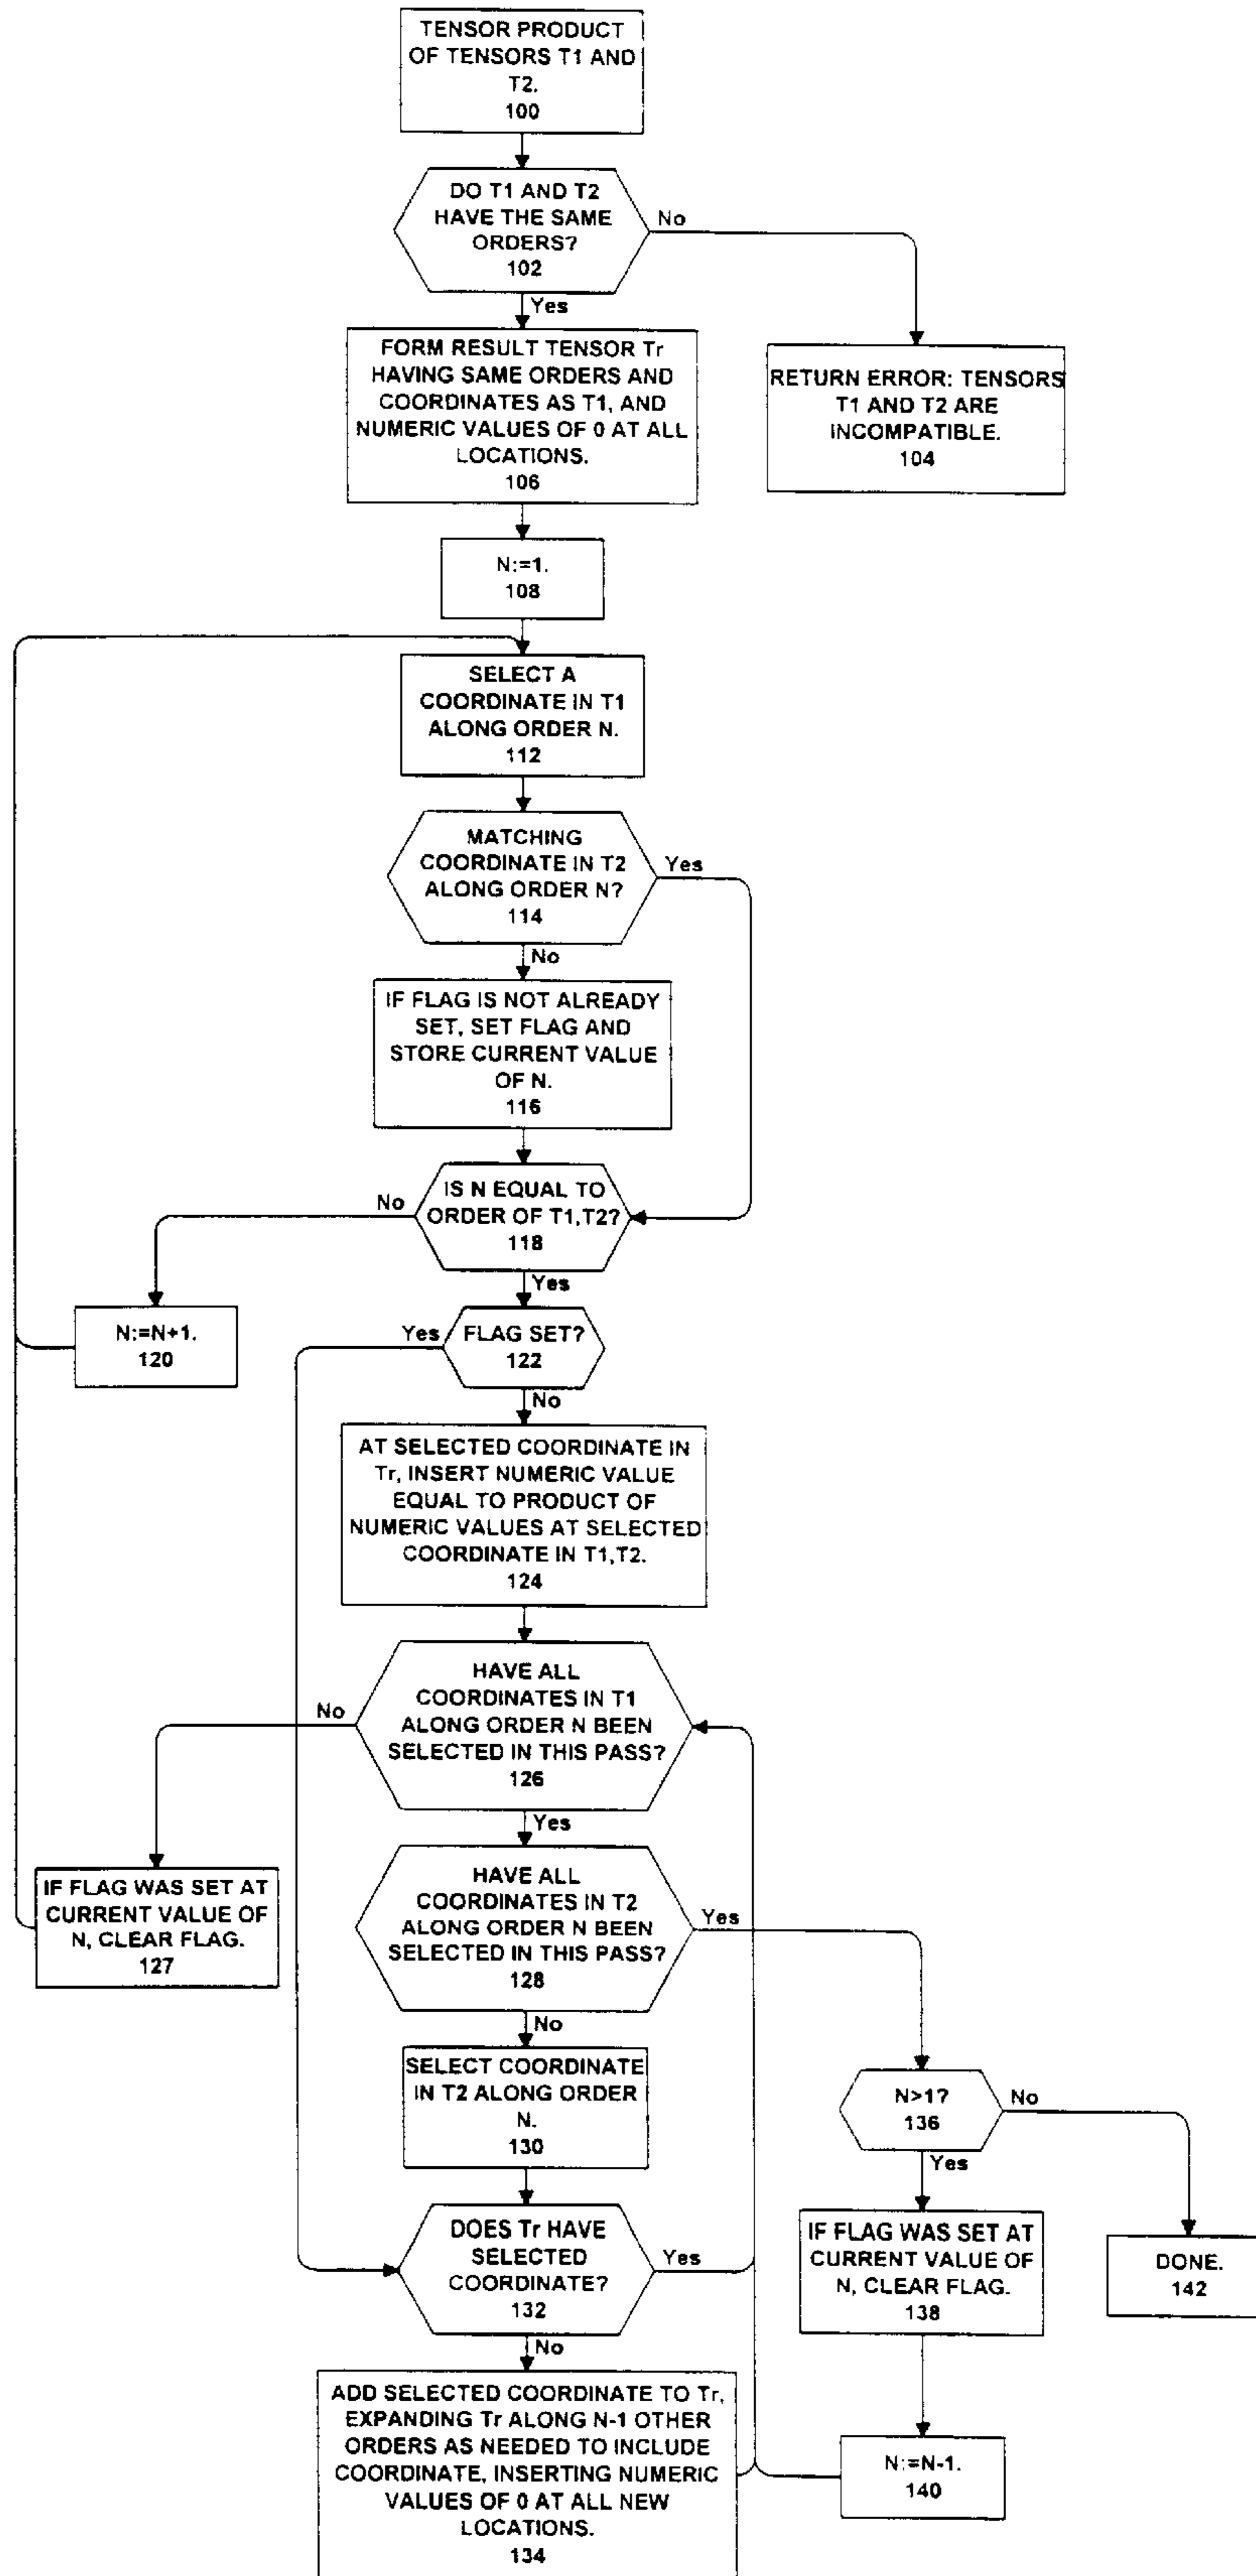 TENSOR PRODUCT
OF TENSORS T1 AND
T2.
100
DO T1 AND T2
HAVE THE SAME
ORDERS?
102
No
Yes
FORM RESULT TENSOR Tr
HAVING SAME ORDERS AND
COORDINATES AS T1, AND
NUMERIC VALUES OF 0 AT ALL
LOCATIONS.
106
RETURN ERROR: TENSORS
T1 AND T2 ARE
INCOMPATIBLE.
104
N:=1.
108
SELECT A
COORDINATE IN T1
ALONG ORDER N.
112
MATCHING
COORDINATE IN T2
ALONG ORDER N?
114
Yes
No
IF FLAG IS NOT ALREADY
SET, SET FLAG AND
STORE CURRENT VALUE
OF N.
116
IS N EQUAL TO
ORDER OF T1,T2?
118
No
Yes
N:=N+1.
120
FLAG SET?
122
Yes
No
AT SELECTED COORDINATE IN
Tr, INSERT NUMERIC VALUE
EQUAL TO PRODUCT OF
NUMERIC VALUES AT SELECTED
COORDINATE IN T1,T2.
124
HAVE ALL
COORDINATES IN T1
ALONG ORDER N BEEN
SELECTED IN THIS PASS?
126
No
Yes
IF FLAG WAS SET AT
CURRENT VALUE OF
N, CLEAR FLAG.
127
HAVE ALL
COORDINATES IN T2
ALONG ORDER N BEEN
SELECTED IN THIS PASS?
128
Yes
No
SELECT COORDINATE
IN T2 ALONG ORDER
N.
130
N>1?
136
No
Yes
DOES Tr HAVE
SELECTED
COORDINATE?
132
Yes
No
IF FLAG WAS SET AT
CURRENT VALUE OF
N, CLEAR FLAG.
138
DONE.
142
ADD SELECTED COORDINATE TO Tr,
EXPANDING Tr ALONG N-1 OTHER
ORDERS AS NEEDED TO INCLUDE
COORDINATE, INSERTING NUMERIC
VALUES OF 0 AT ALL NEW
LOCATIONS.
134
N:=N-1.
140